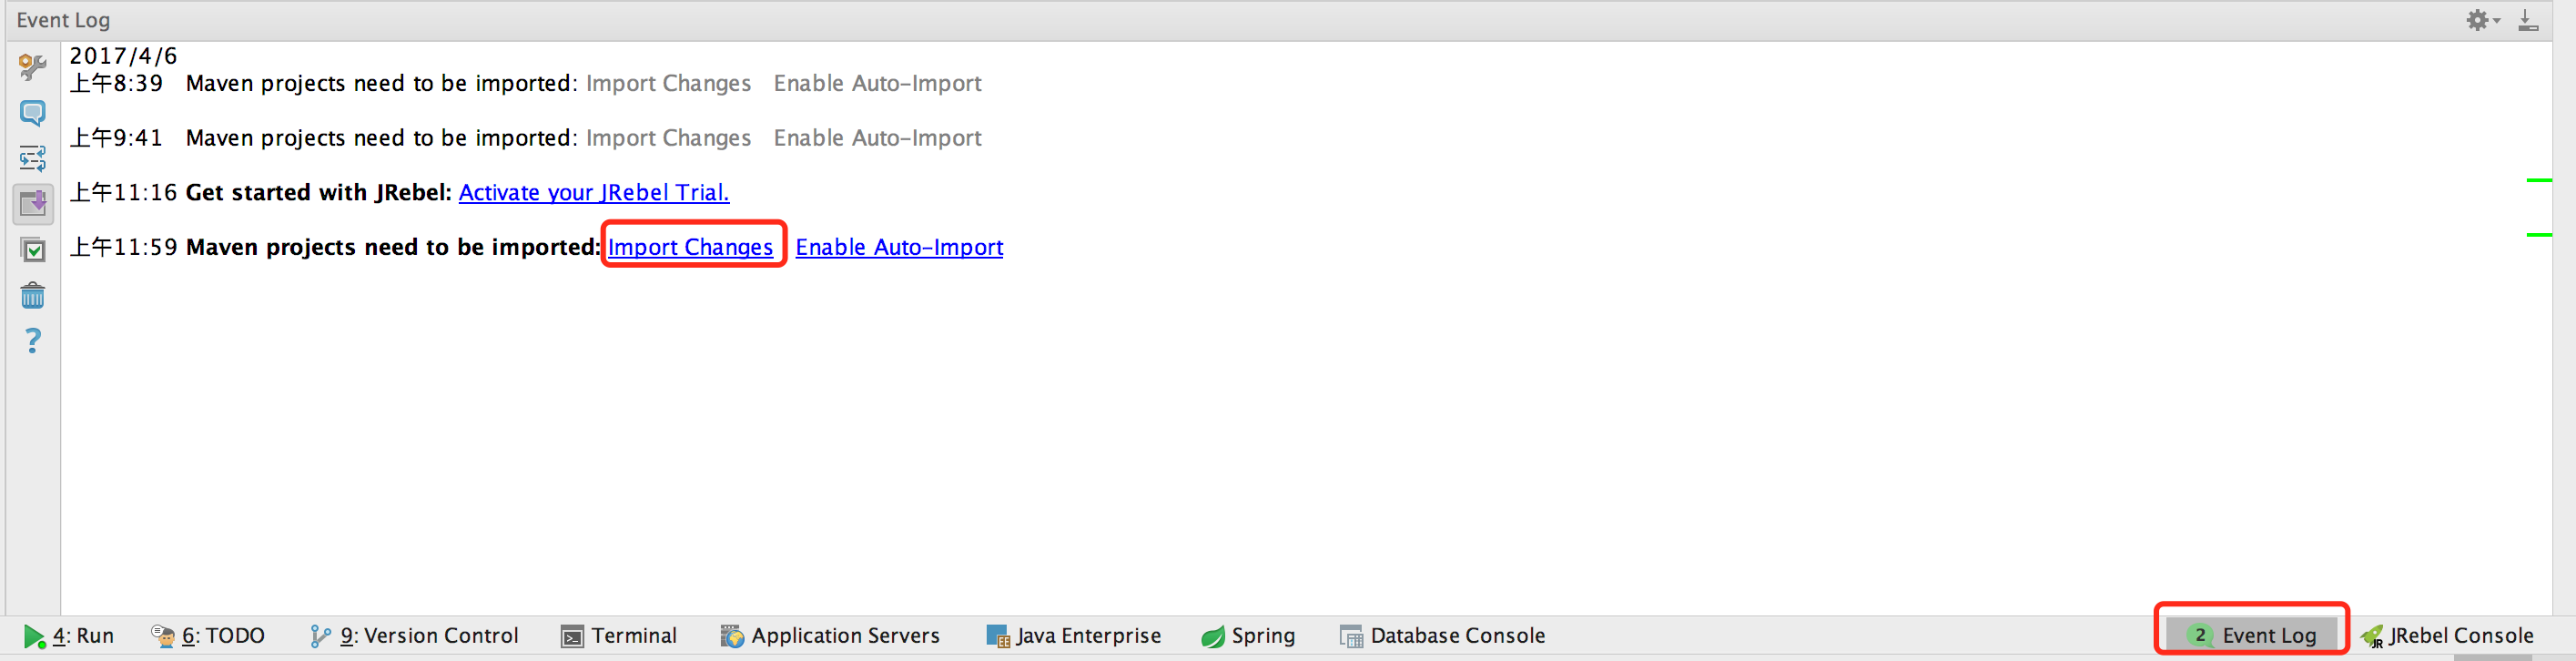 Event Log
2017/4/6
上午8:39 Maven projects need to be imported: Import Changes Enable Auto-Import
上午9:41 Maven projects need to be imported: Import Changes Enable Auto-Import
上午11:16 Get started with JRebel: Activate your JRebel Trial.
上午11:59 Maven projects need to be imported: Import Changes Enable Auto-Import
4: Run 6: TODO 9: Version Control Terminal Application Servers Java Enterprise Spring Database Console 2 Event Log JRebel Console